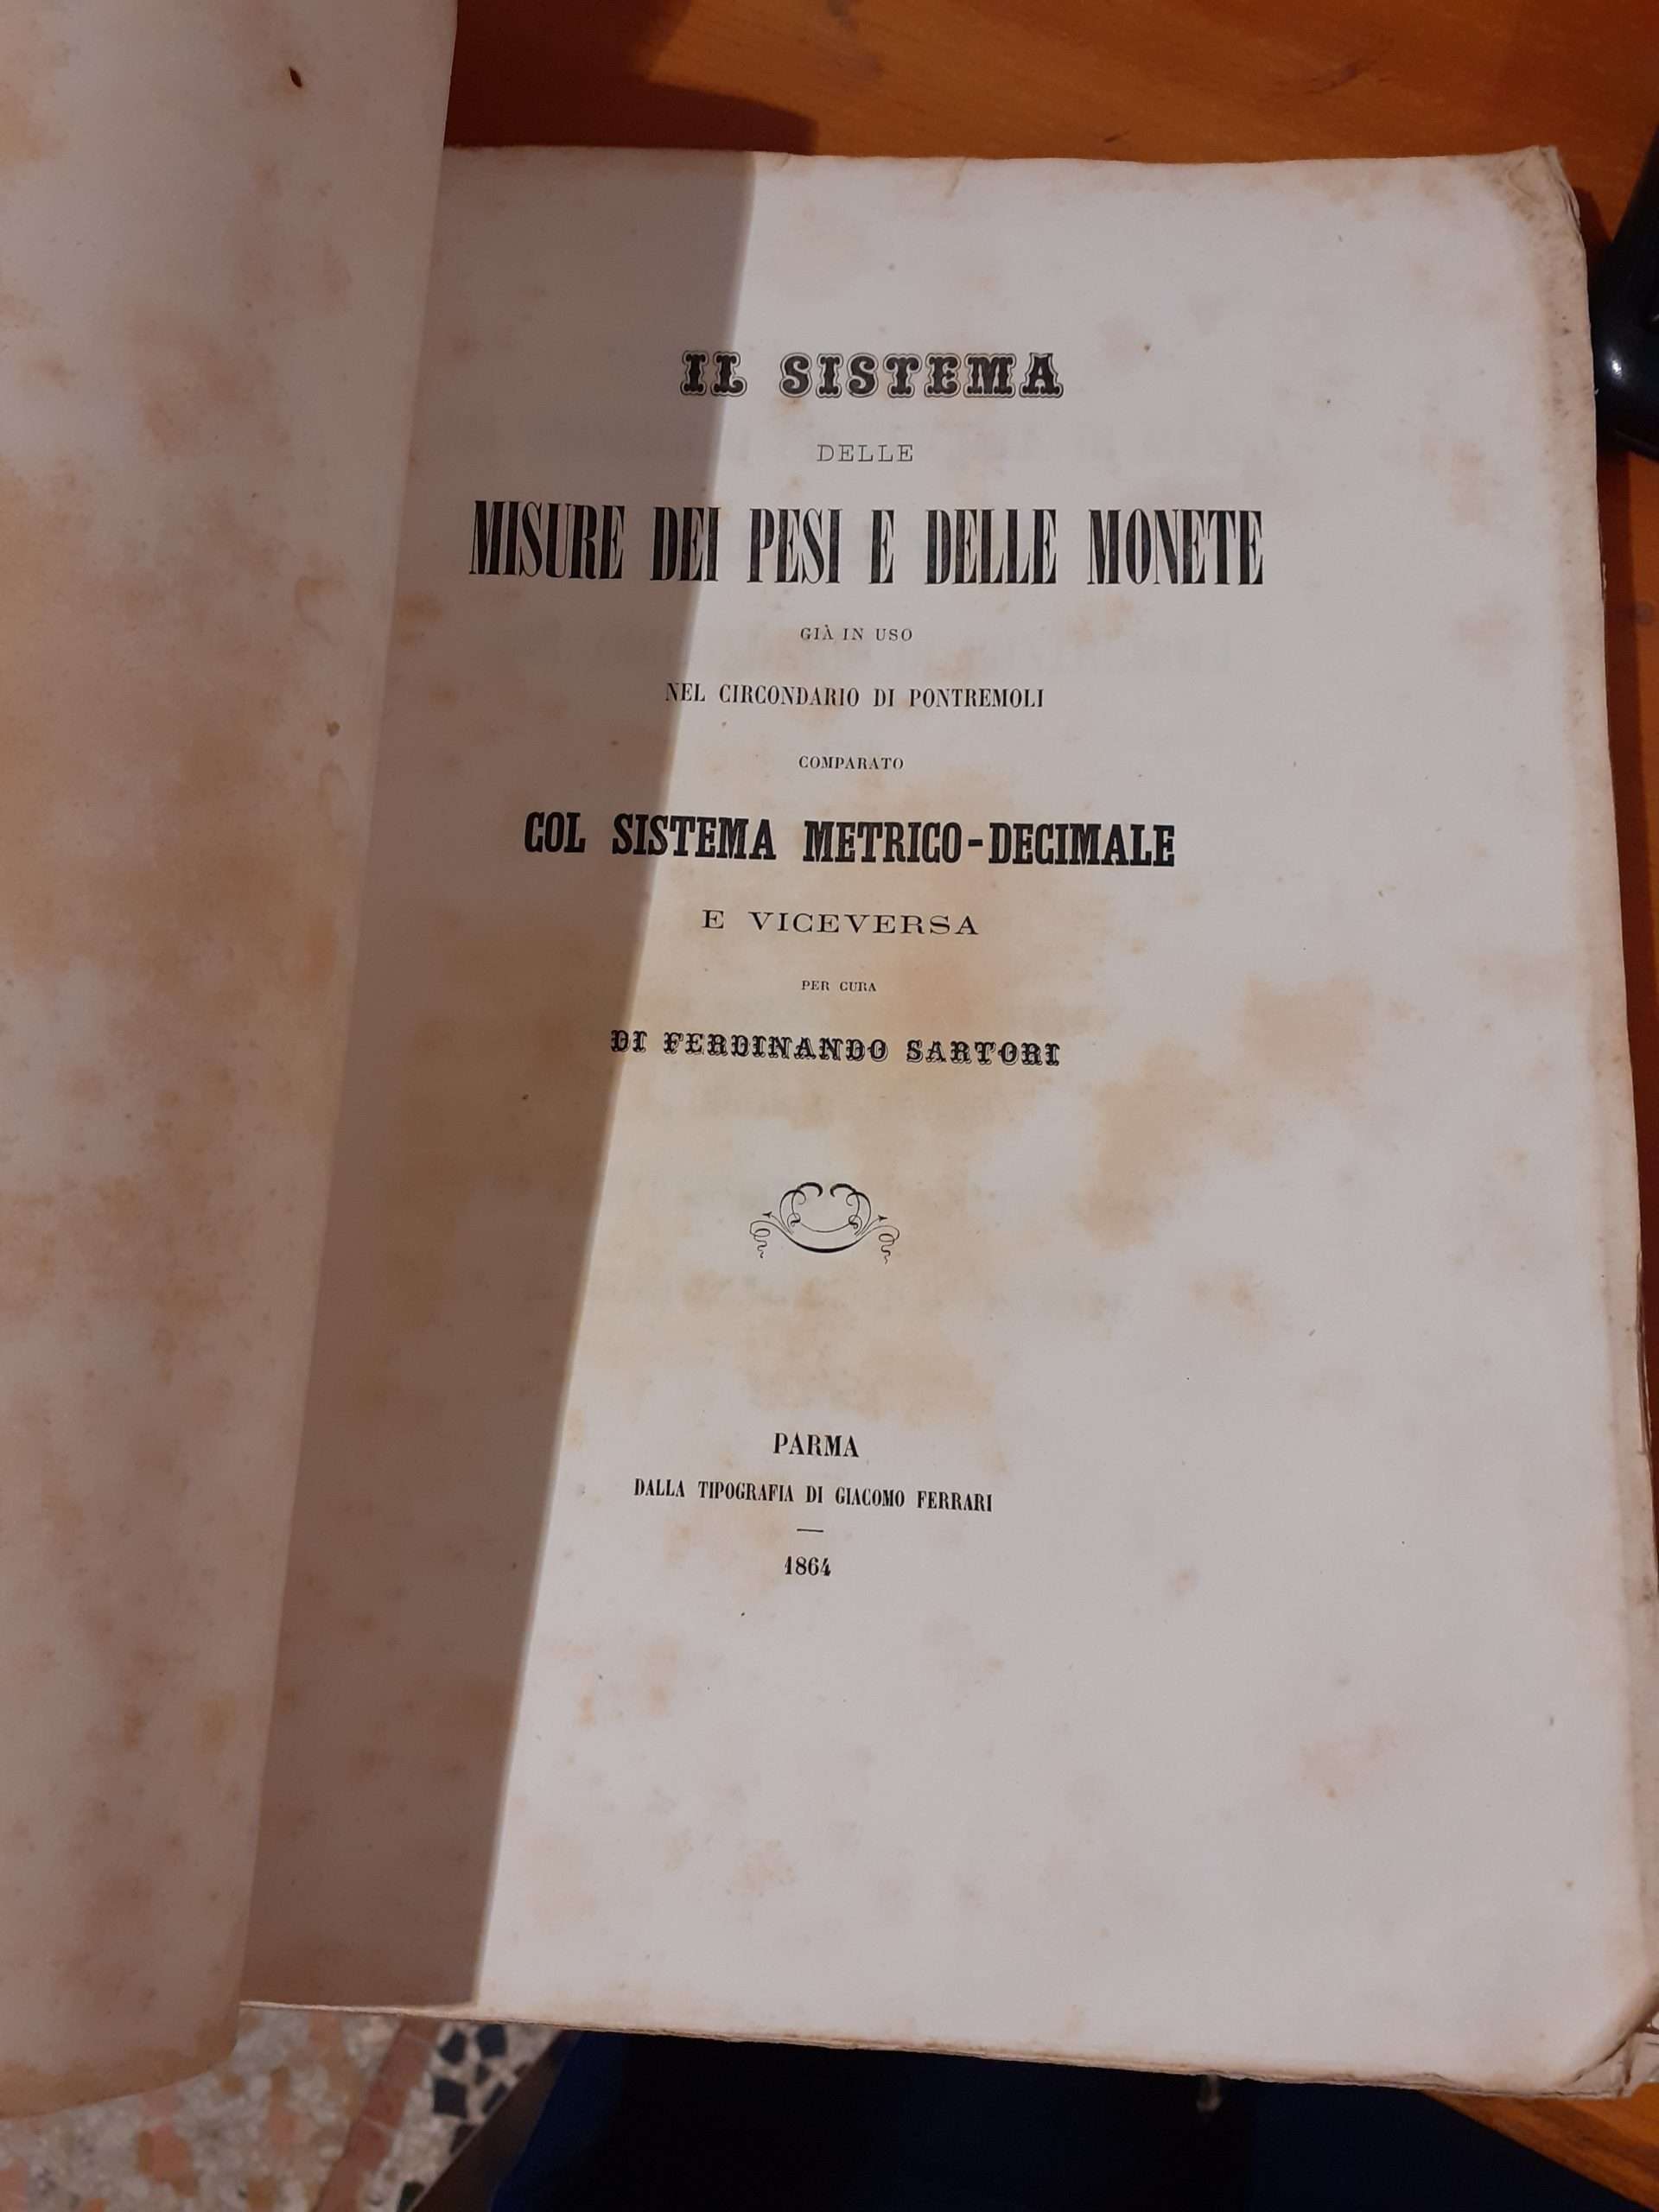 IL SISTEMA
DELLE
MISURE DEI PESI E DELLE MONETE
GIÀ IN USO
NEL CIRCONDARIO DI PONTREMOLI
COMPARATO
COL SISTEMA METRICO-DECIMALE
E VICEVERSA
PER CURA
DI FERDINANDO SARTORI
PARMA
DALLA TIPOGRAFIA DI GIACOMO FERRARI
1864